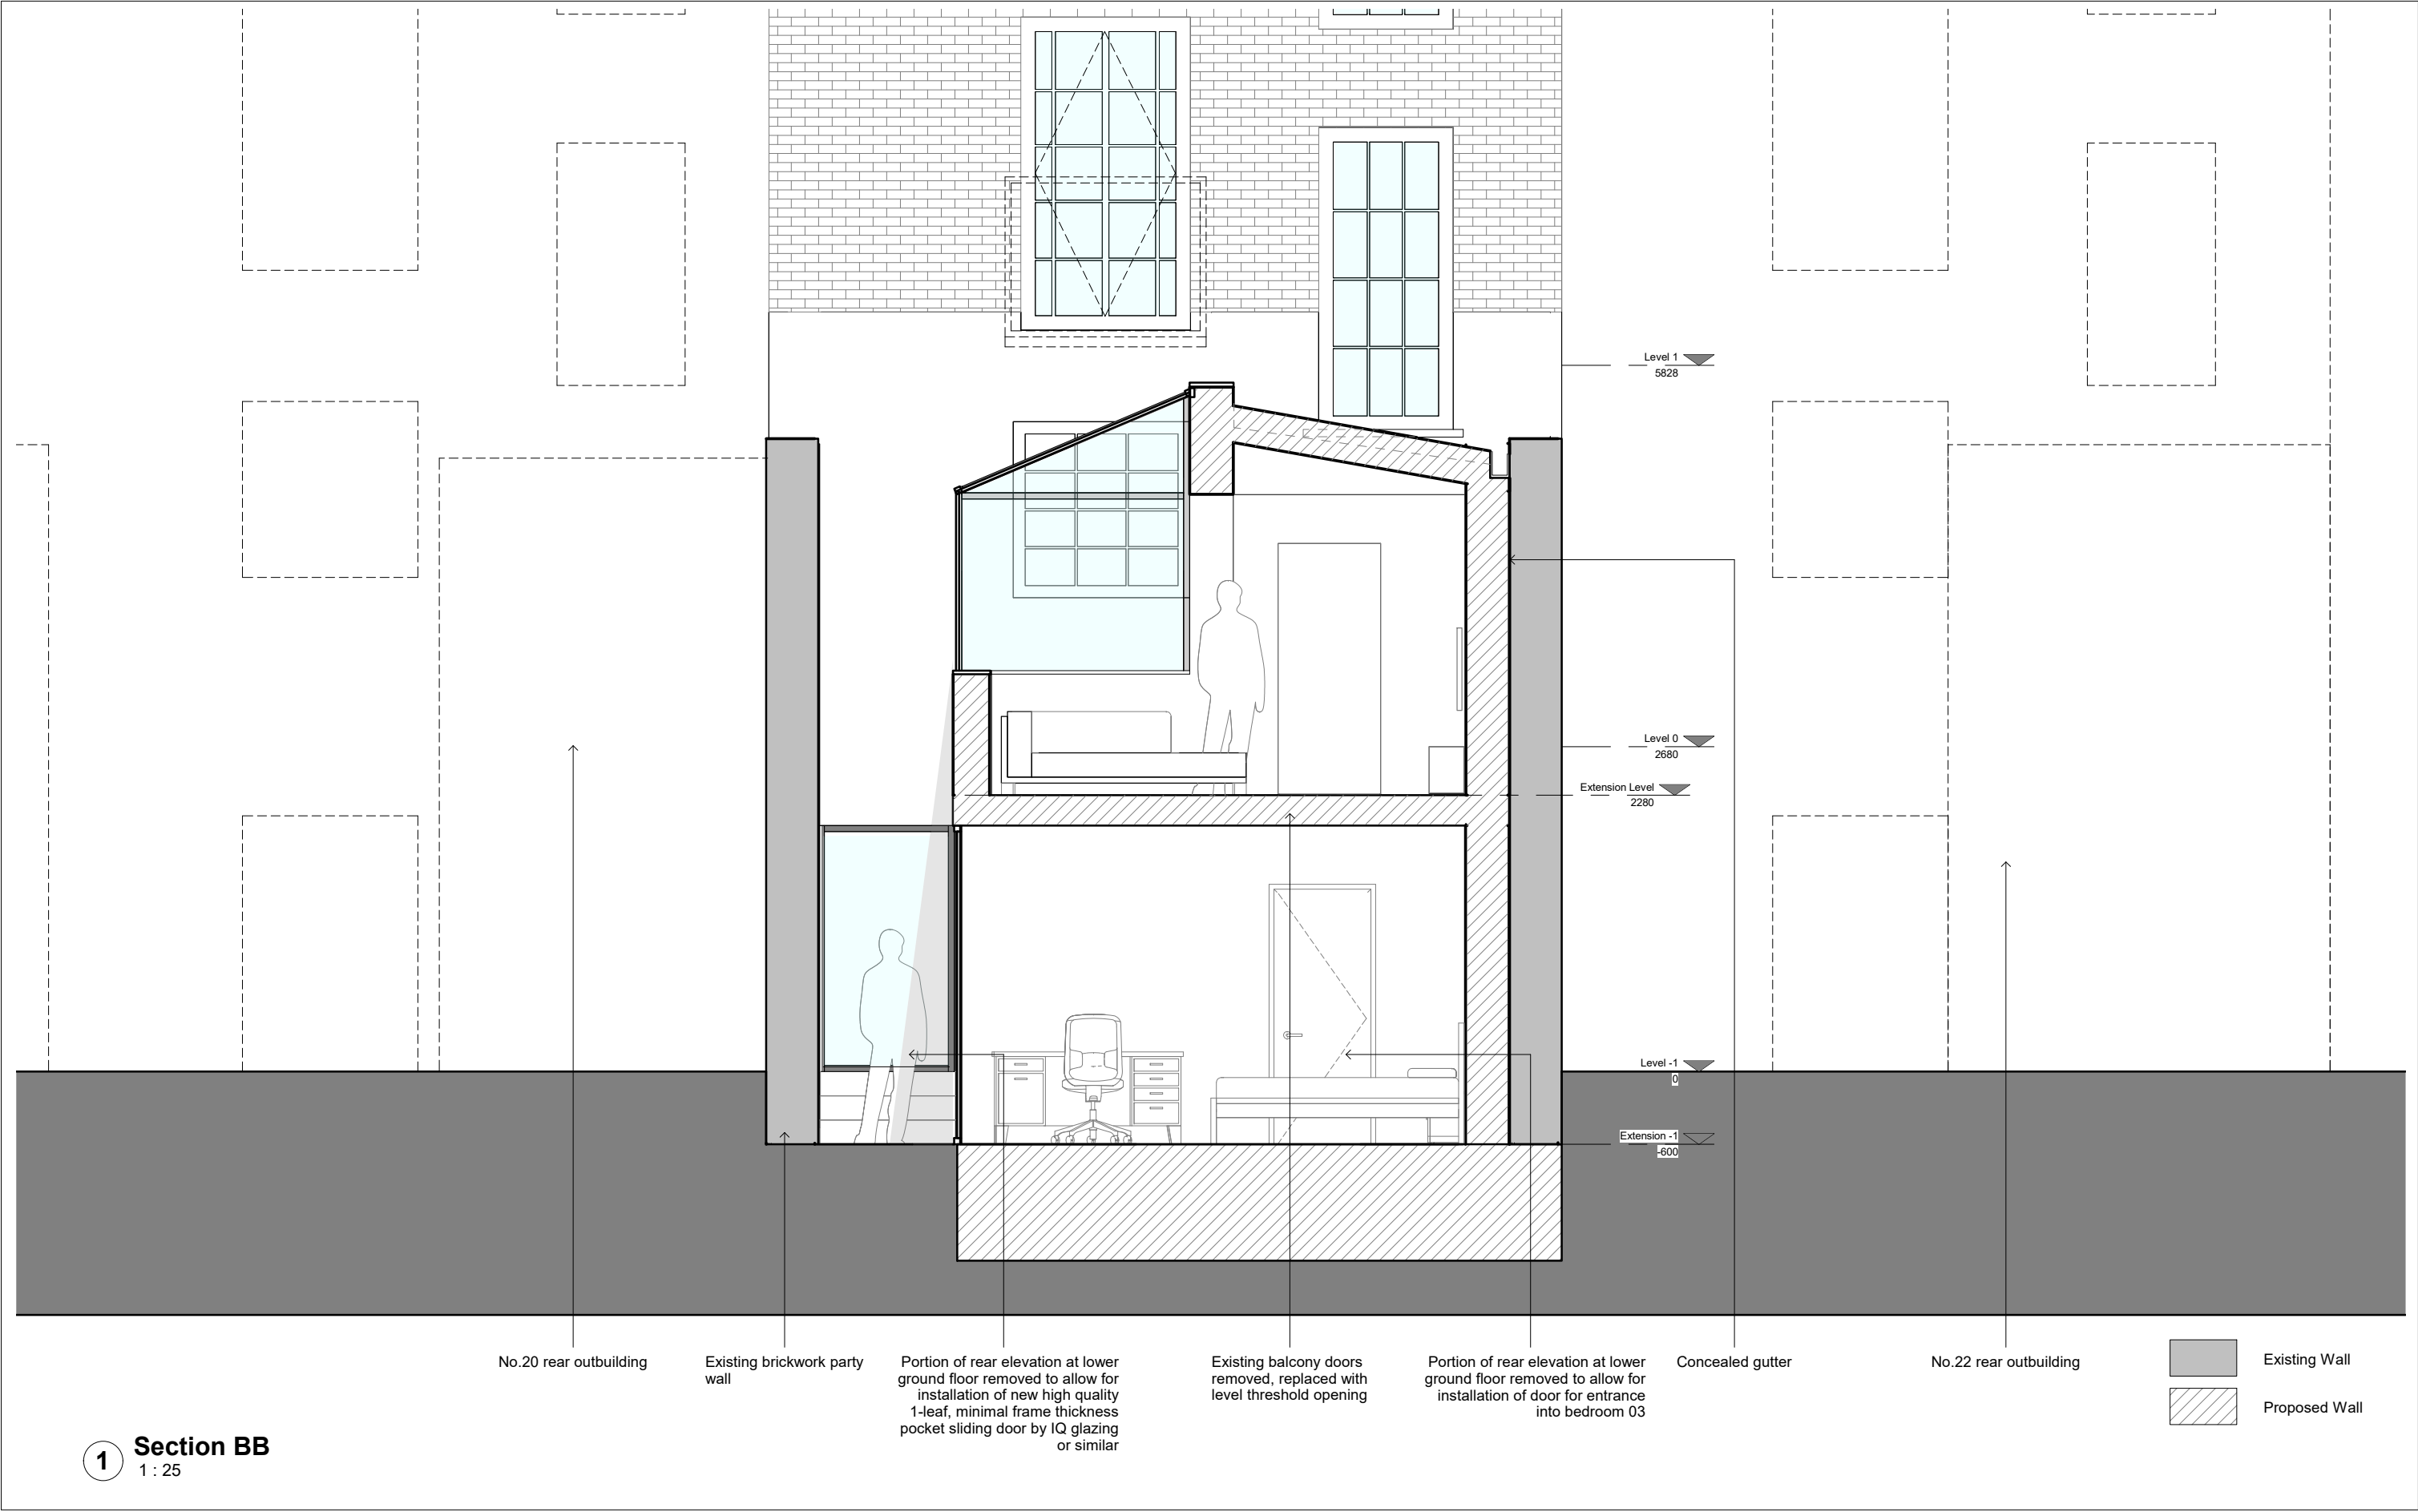 Level 1
5828
Level 0
2680
Extension Level
2280
Level -1
0
Extension -1
-600
No.20 rear outbuilding
Existing brickwork party
wall
Portion of rear elevation at lower
ground floor removed to allow for
installation of new high quality
1-leaf, minimal frame thickness
pocket sliding door by IQ glazing
or similar
Existing balcony doors
removed, replaced with
level threshold opening
Portion of rear elevation at lower
ground floor removed to allow for
installation of door for entrance
into bedroom 03
Concealed gutter
No.22 rear outbuilding
Existing Wall
Proposed Wall
1
Section BB
1 : 25